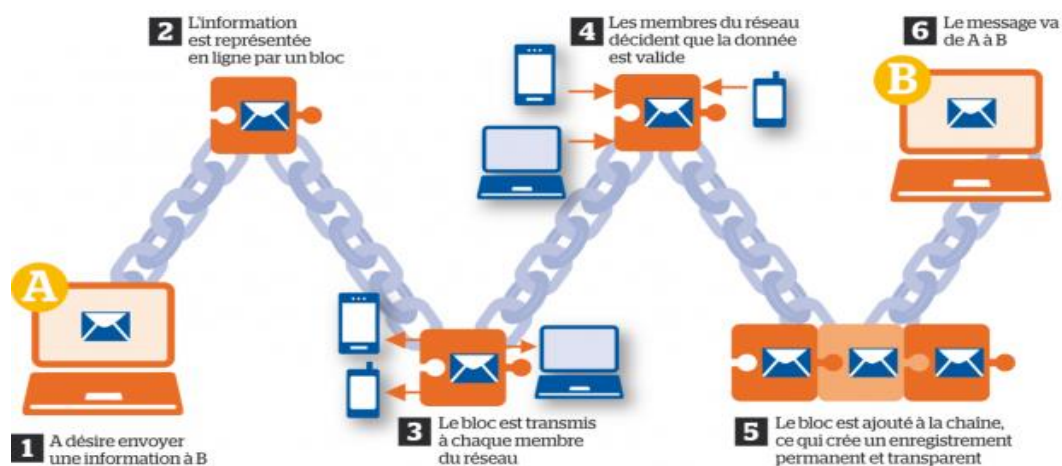 A
1
A désire envoyer
une information à B
2
L'information
est représentée
en ligne par un bloc
3
Le bloc est transmis
à chaque membre
du réseau
4
Les membres du réseau
décident que la donnée
est valide
5
Le bloc est ajouté à la chaîne,
ce qui crée un enregistrement
permanent et transparent
6
Le message va
de A à B
B